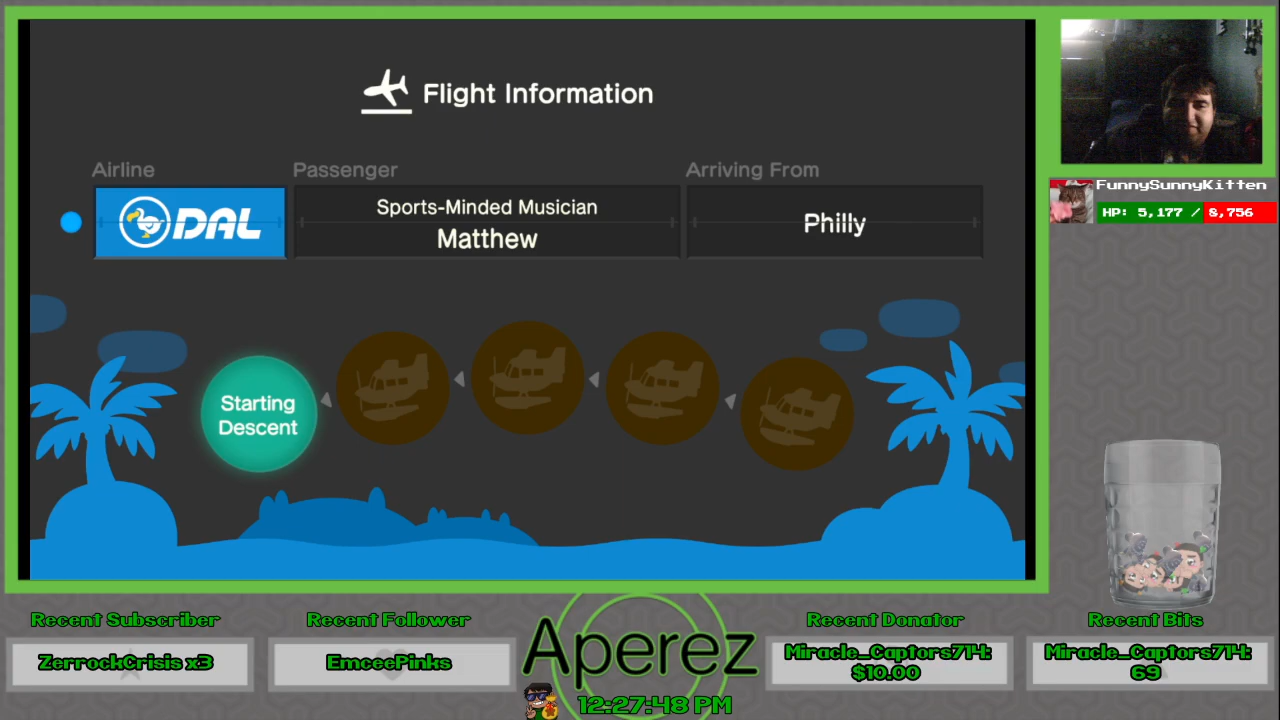 Flight Information
Airline
Passenger
Arriving From
DAL
Sports-Minded Musician
Matthew
Philly
Starting
Descent
FunnySunnyKitten
HP: 5,177 / 8,756
Recent Subscriber
ZerrockCrisis x3
Recent Follower
EmceePinks
Aperez
12:27:48 PM
Recent Donator
Miracle_Captors714:
$10.00
Recent Bits
Miracle_Captors714:
69